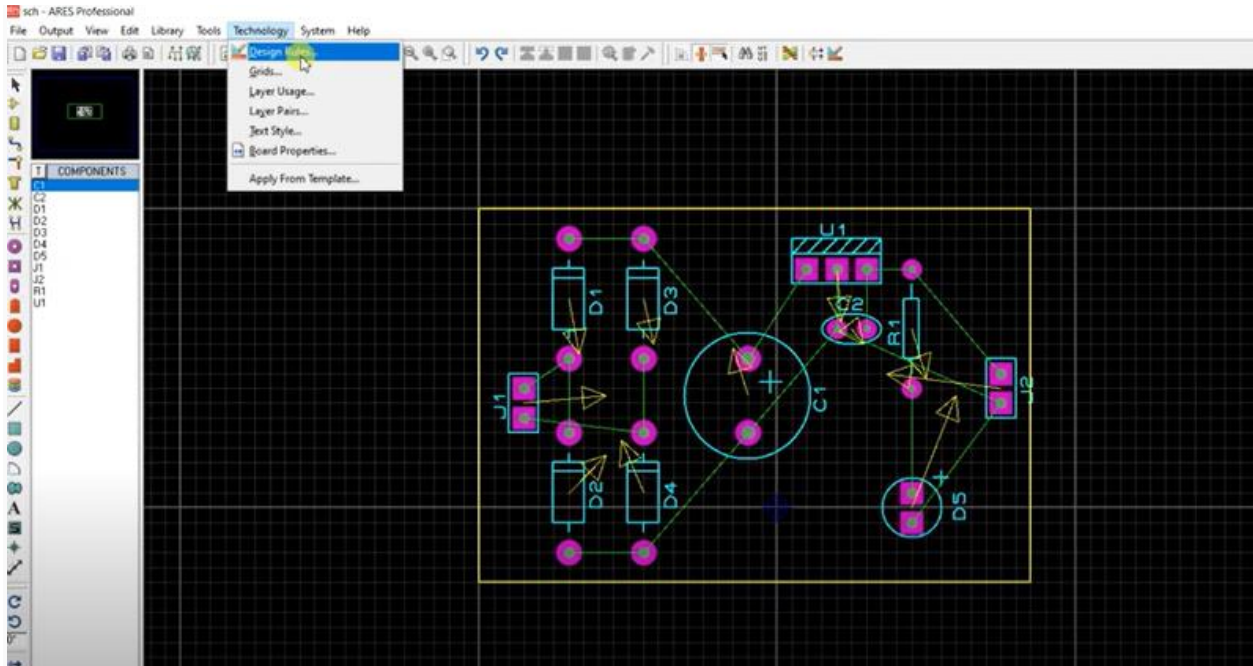 sch - ARES Professional
File Output View Edit Library Tools Technology System Help
Design Rules...
Grids...
Layer Usage...
Layer Pairs...
Text Style...
Board Properties...
Apply From Template...
T COMPONENTS
C1
C2
D1
D2
D3
D4
D5
J1
J2
R1
U1
U1
D1
D3
C2
R1
J1
C1
J2
D2
D4
D5